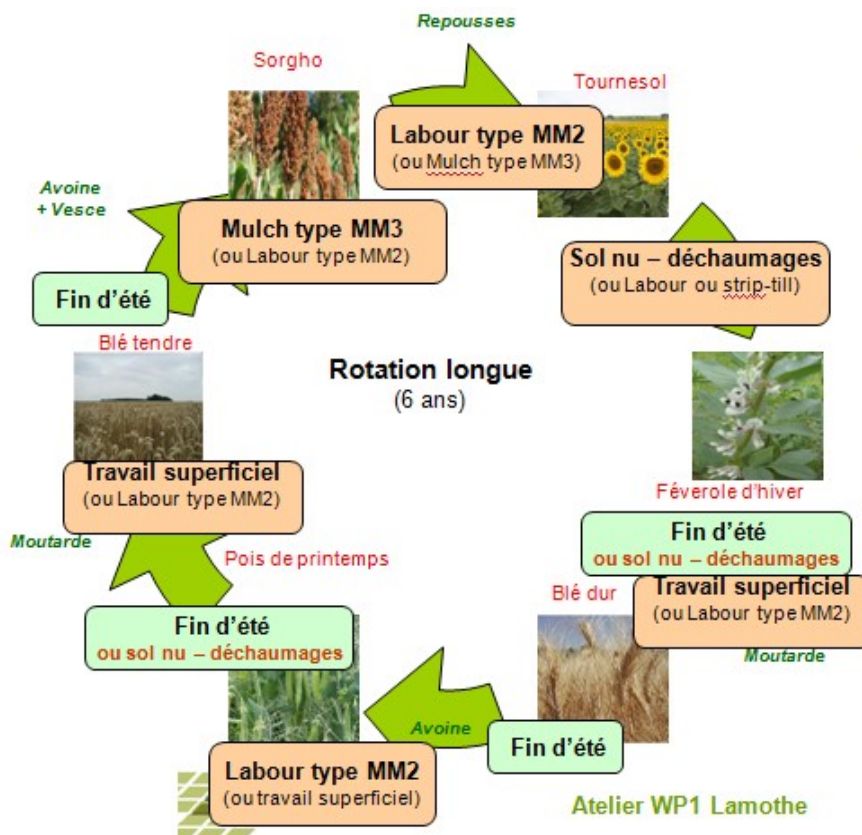 Repousses
Sorgho
Tournesol
Labour type MM2
(ou Mulch type MM3)
Avoine
+ Vesce
Mulch type MM3
(ou Labour type MM2)
Sol nu – déchaumages
(ou Labour ou strip-till)
Fin d'été
Blé tendre
Rotation longue
(6 ans)
Travail superficiel
(ou Labour type MM2)
Féverole d'hiver
Moutarde
Pois de printemps
Fin d'été
ou sol nu – déchaumages
Blé dur
Travail superficiel
(ou Labour type MM2)
Fin d'été
ou sol nu – déchaumages
Moutarde
Avoine
Fin d'été
Labour type MM2
(ou travail superficiel)
Atelier WP1 Lamothe